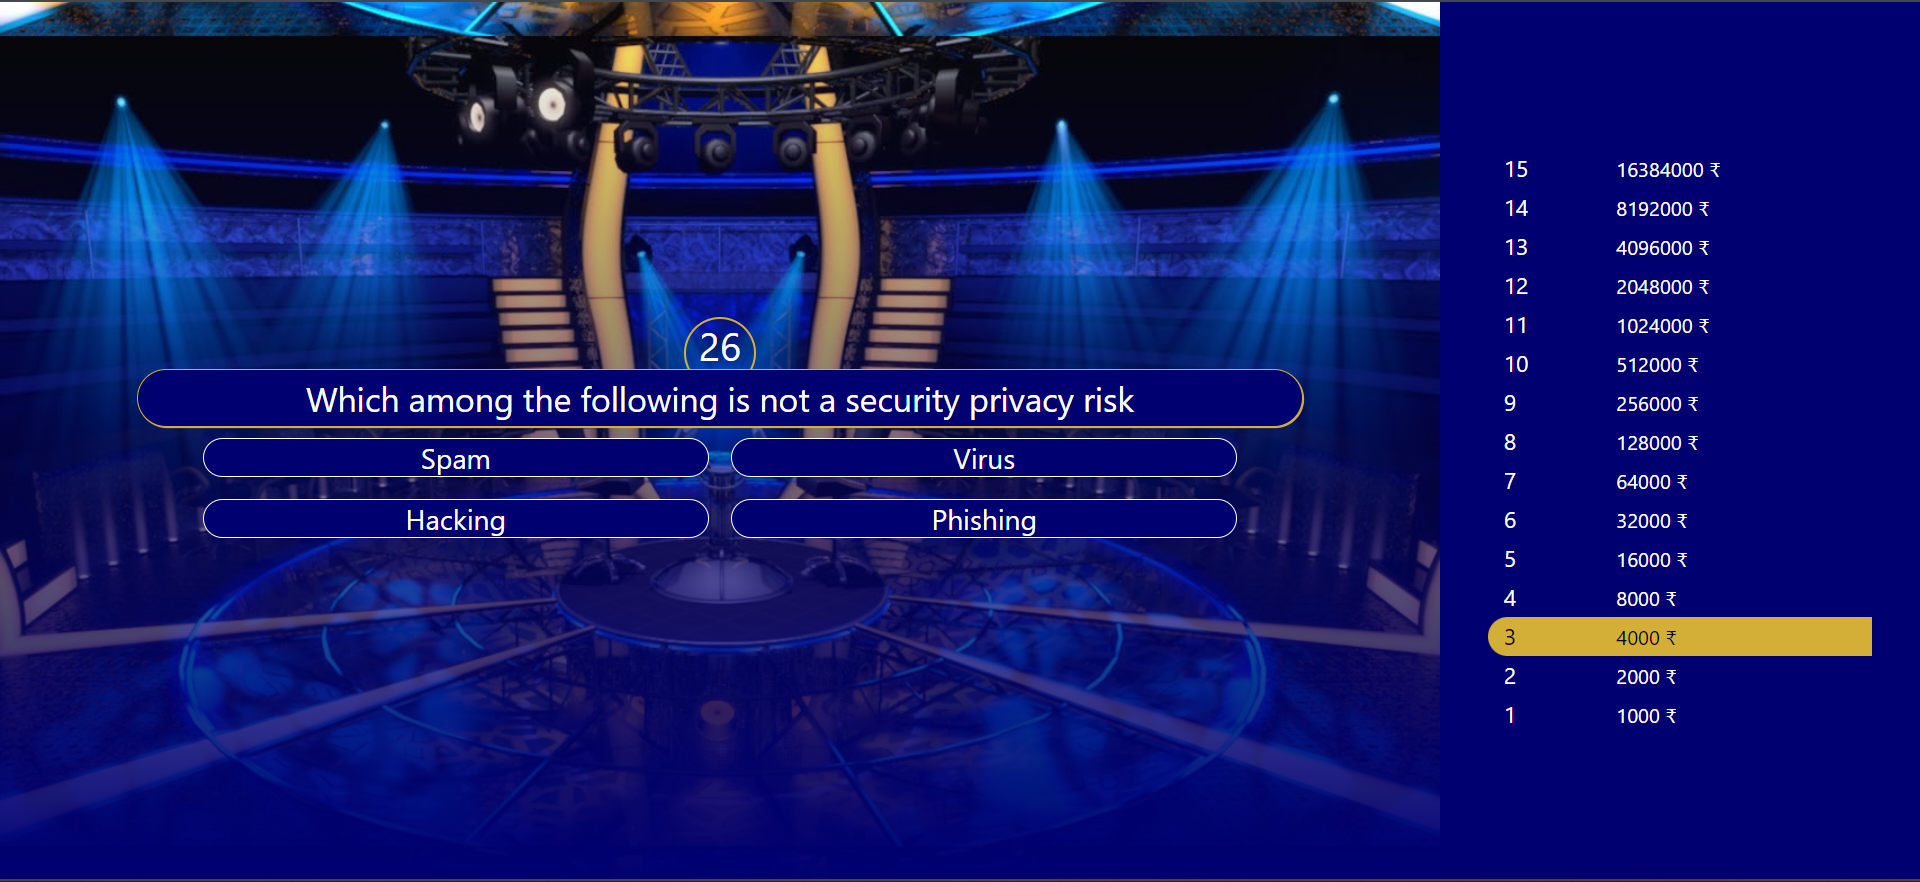 26
Which among the following is not a security privacy risk
Spam
Virus
Hacking
Phishing
15 16384000 ₹
14 8192000 ₹
13 4096000 ₹
12 2048000 ₹
11 1024000 ₹
10 512000 ₹
9 256000 ₹
8 128000 ₹
7 64000 ₹
6 32000 ₹
5 16000 ₹
4 8000 ₹
3 4000 ₹
2 2000 ₹
1 1000 ₹